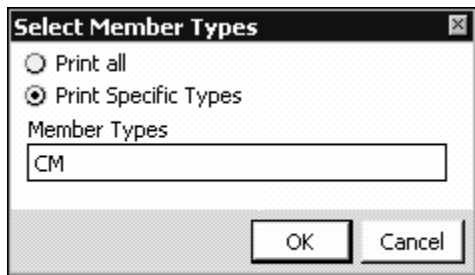 Select Member Types
Print all
Print Specific Types
Member Types
CM
OK Cancel